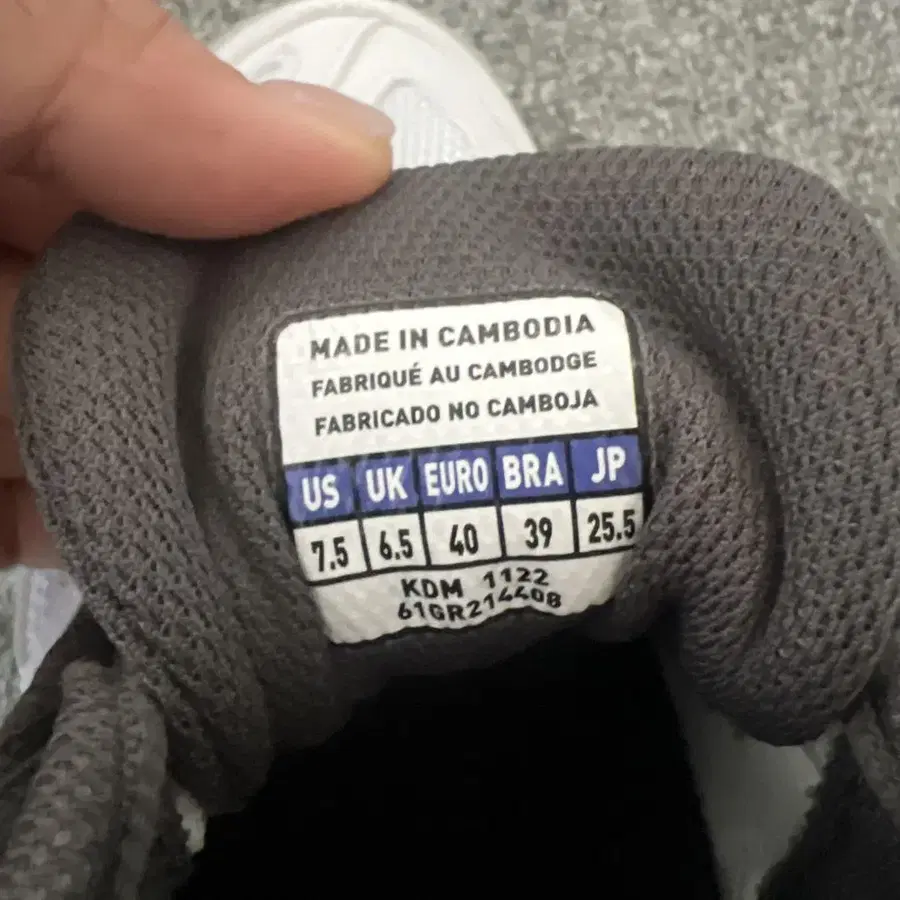 MADE IN CAMBODIA
FABRIQUÉ AU CAMBODGE
FABRICADO NO CAMBOJA
US UK EURO BRA JP
7.5 6.5 40 39 25.5
KDM 1122
61GR214408